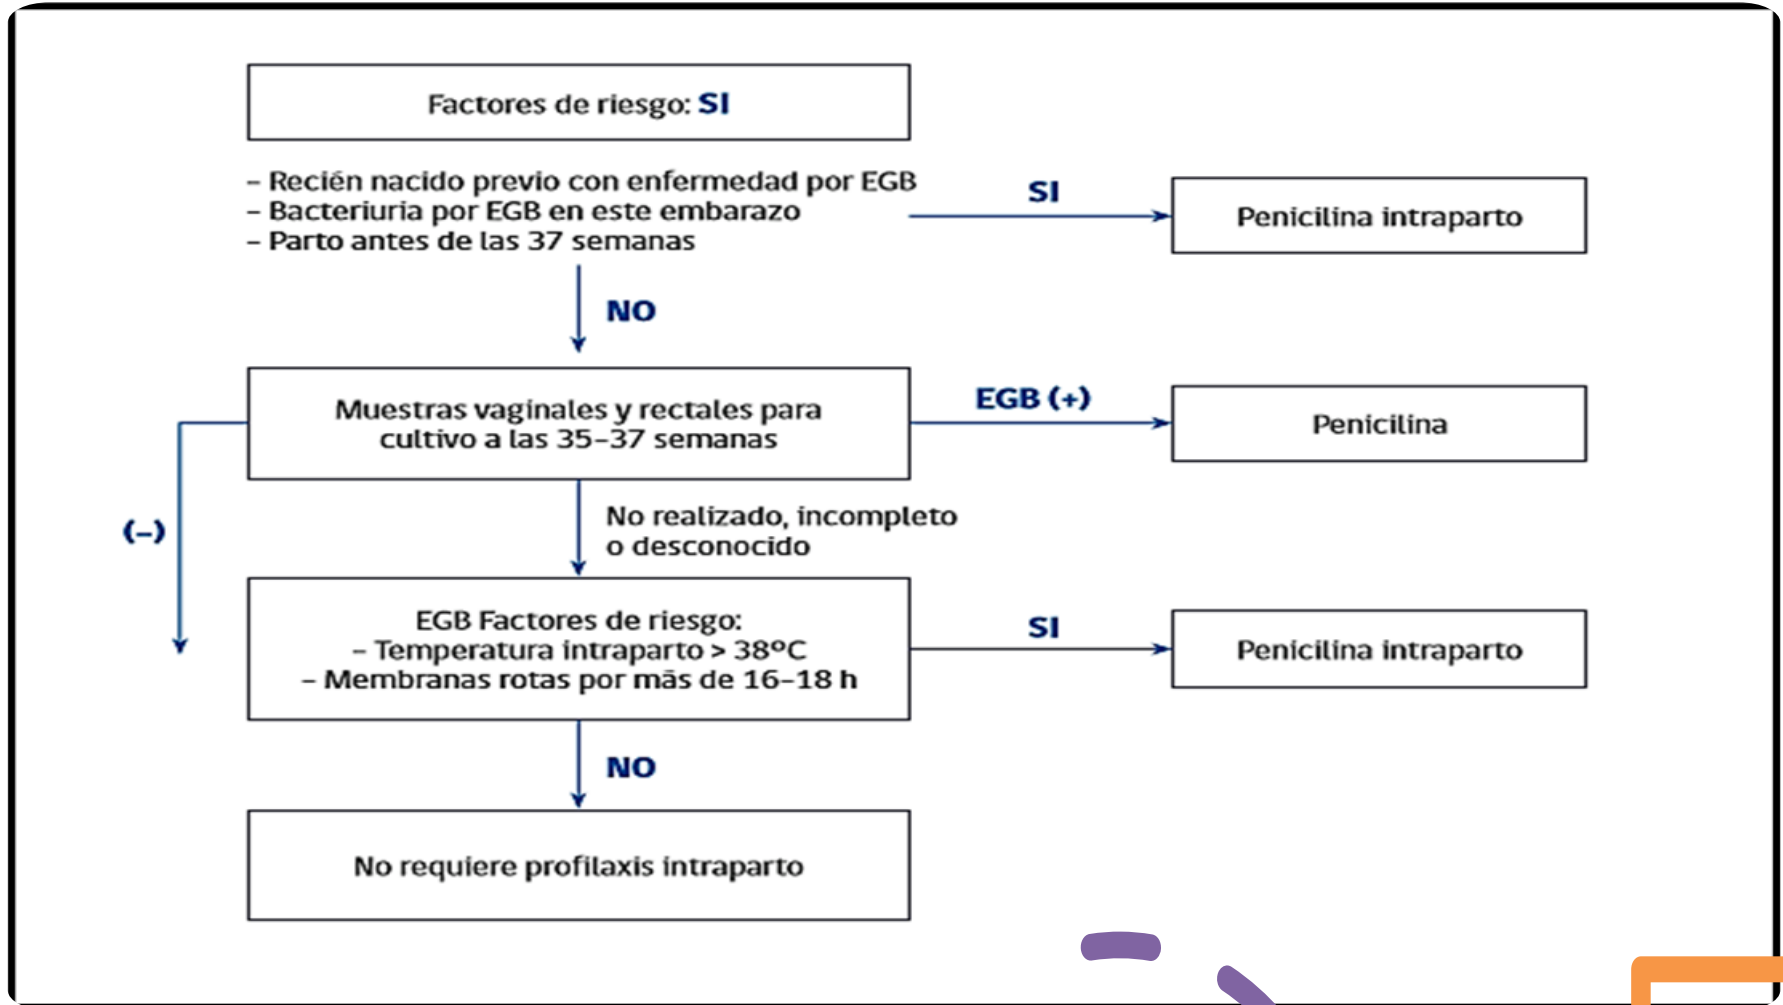 Factores de riesgo: SI
– Recién nacido previo con enfermedad por EGB
– Bacteriuria por EGB en este embarazo
– Parto antes de las 37 semanas
SI
Penicilina intraparto
NO
Muestras vaginales y rectales para
cultivo a las 35–37 semanas
EGB (+)
Penicilina
(–)
No realizado, incompleto
o desconocido
EGB Factores de riesgo:
– Temperatura intraparto > 38ºC
– Membranas rotas por más de 16–18 h
SI
Penicilina intraparto
NO
No requiere profilaxis intraparto